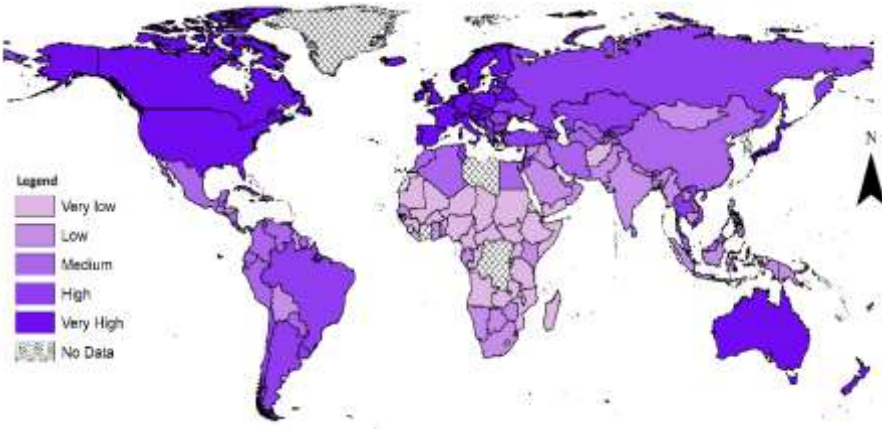 N
Legend
Very low
Low
Medium
High
Very High
No Data